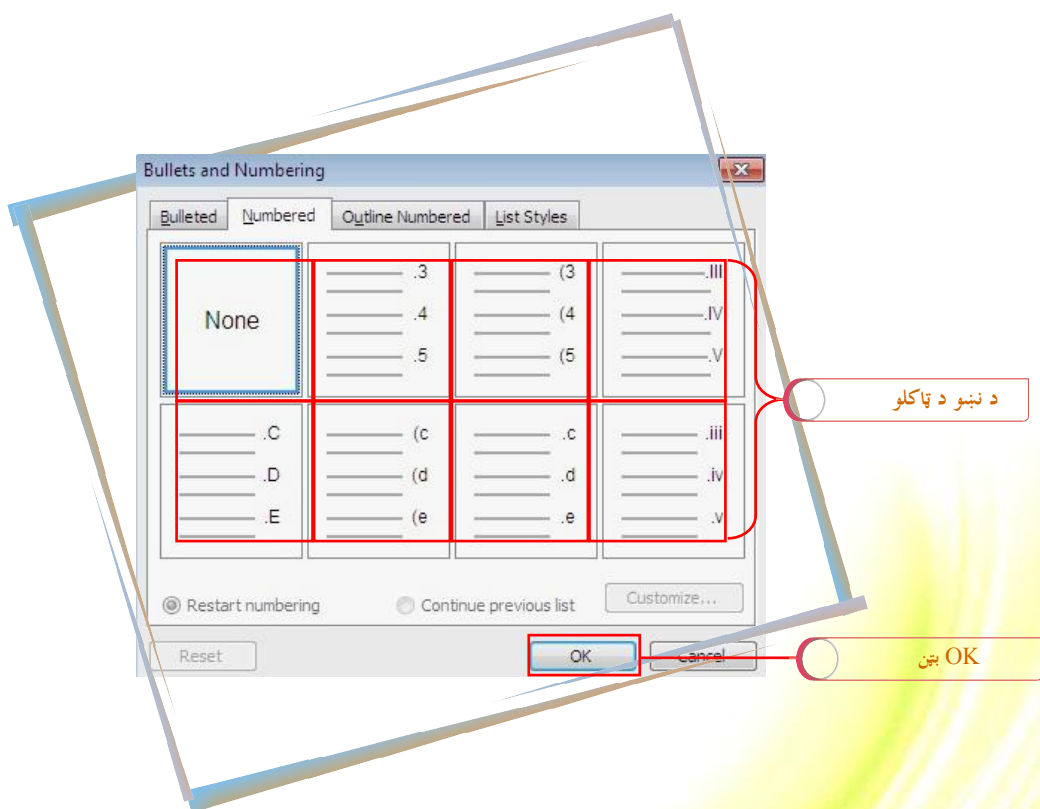 Bullets and Numbering
Bulleted Numbered Outline Numbered List Styles
None
.3
.4
.5
(3
(4
(5
.III
.IV
.V
.C
.D
.E
(c
(d
(e
.c
.d
.e
.iii
.iv
.v
د نښو د ټاکلو
Restart numbering Continue previous list Customize...
Reset OK Cancel
OK بټن